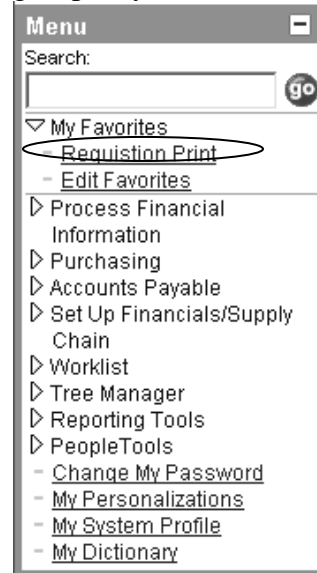 Menu
Search:
go
My Favorites
Requistion Print
Edit Favorites
Process Financial
Information
Purchasing
Accounts Payable
Set Up Financials/Supply
Chain
Worklist
Tree Manager
Reporting Tools
PeopleTools
Change My Password
My Personalizations
My System Profile
My Dictionary